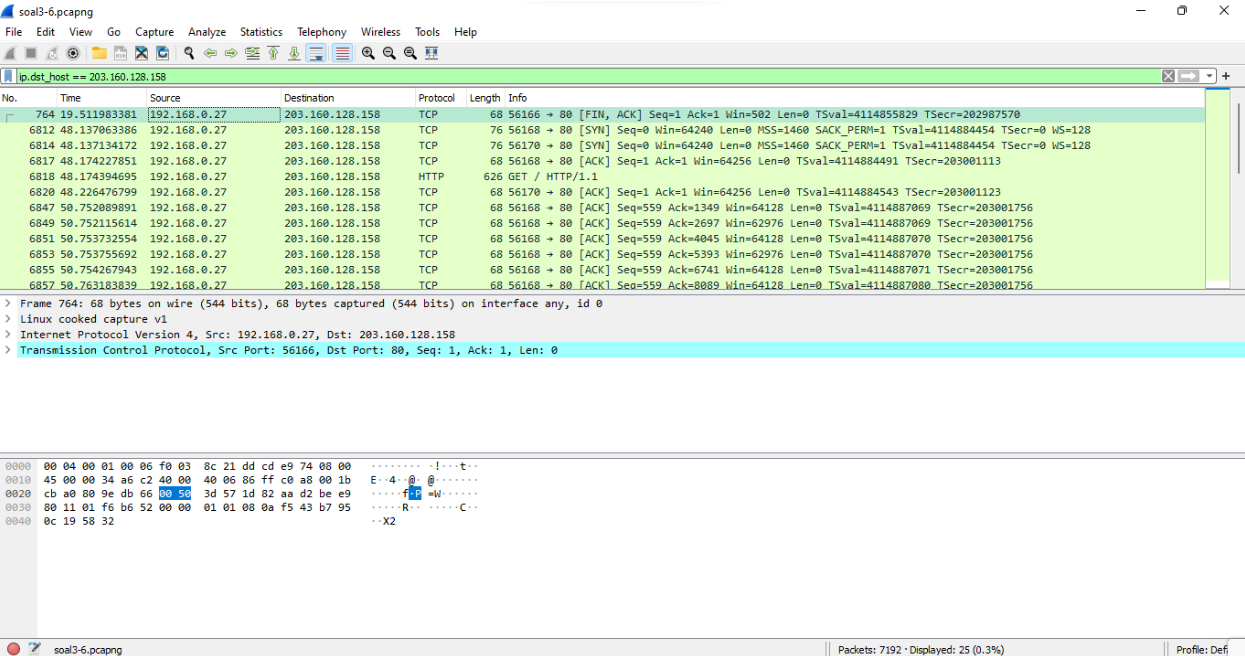 soal3-6.pcapng
File Edit View Go Capture Analyze Statistics Telephony Wireless Tools Help
ip.dst_host == 203.160.128.158
No. Time Source Destination Protocol Length Info
764 19.511983381 192.168.0.27 203.160.128.158 TCP 68 56166 → 80 [FIN, ACK] Seq=1 Ack=1 Win=502 Len=0 TSval=4114855829 TSecr=202987570
6812 48.137063386 192.168.0.27 203.160.128.158 TCP 76 56168 → 80 [SYN] Seq=0 Win=64240 Len=0 MSS=1460 SACK_PERM=1 TSval=4114884454 TSecr=0 WS=128
6814 48.137134172 192.168.0.27 203.160.128.158 TCP 76 56170 → 80 [SYN] Seq=0 Win=64240 Len=0 MSS=1460 SACK_PERM=1 TSval=4114884454 TSecr=0 WS=128
6817 48.174227851 192.168.0.27 203.160.128.158 TCP 68 56168 → 80 [ACK] Seq=1 Ack=1 Win=64256 Len=0 TSval=4114884491 TSecr=203001113
6818 48.174394695 192.168.0.27 203.160.128.158 HTTP 626 GET / HTTP/1.1
6820 48.226476799 192.168.0.27 203.160.128.158 TCP 68 56170 → 80 [ACK] Seq=1 Ack=1 Win=64256 Len=0 TSval=4114884543 TSecr=203001123
6847 50.752089891 192.168.0.27 203.160.128.158 TCP 68 56168 → 80 [ACK] Seq=559 Ack=1349 Win=64128 Len=0 TSval=4114887069 TSecr=203001756
6849 50.752115614 192.168.0.27 203.160.128.158 TCP 68 56168 → 80 [ACK] Seq=559 Ack=2697 Win=62976 Len=0 TSval=4114887069 TSecr=203001756
6851 50.753732554 192.168.0.27 203.160.128.158 TCP 68 56168 → 80 [ACK] Seq=559 Ack=4045 Win=64128 Len=0 TSval=4114887070 TSecr=203001756
6853 50.753755692 192.168.0.27 203.160.128.158 TCP 68 56168 → 80 [ACK] Seq=559 Ack=5393 Win=62976 Len=0 TSval=4114887070 TSecr=203001756
6855 50.754267943 192.168.0.27 203.160.128.158 TCP 68 56168 → 80 [ACK] Seq=559 Ack=6741 Win=64128 Len=0 TSval=4114887071 TSecr=203001756
6857 50.763183839 192.168.0.27 203.160.128.158 TCP 68 56168 → 80 [ACK] Seq=559 Ack=8089 Win=64128 Len=0 TSval=4114887080 TSecr=203001756
Frame 764: 68 bytes on wire (544 bits), 68 bytes captured (544 bits) on interface any, id 0
Linux cooked capture v1
Internet Protocol Version 4, Src: 192.168.0.27, Dst: 203.160.128.158
Transmission Control Protocol, Src Port: 56166, Dst Port: 80, Seq: 1, Ack: 1, Len: 0
0000 00 04 00 01 00 06 f0 03 8c 21 dd cd e9 74 08 00 ········ ·!···t··
0010 45 00 00 34 a6 c2 40 00 40 06 86 ff c0 a8 00 1b E··4··@· @·······
0020 cb a0 80 9e db 66 00 50 3d 57 1d 82 aa d2 be e9 ·····f·P =W······
0030 80 11 01 f6 b6 52 00 00 01 01 08 0a f5 43 b7 95 ·····R·· ·····C··
0040 0c 19 58 32 ··X2
soal3-6.pcapng Packets: 7192 · Displayed: 25 (0.3%) Profile: Def